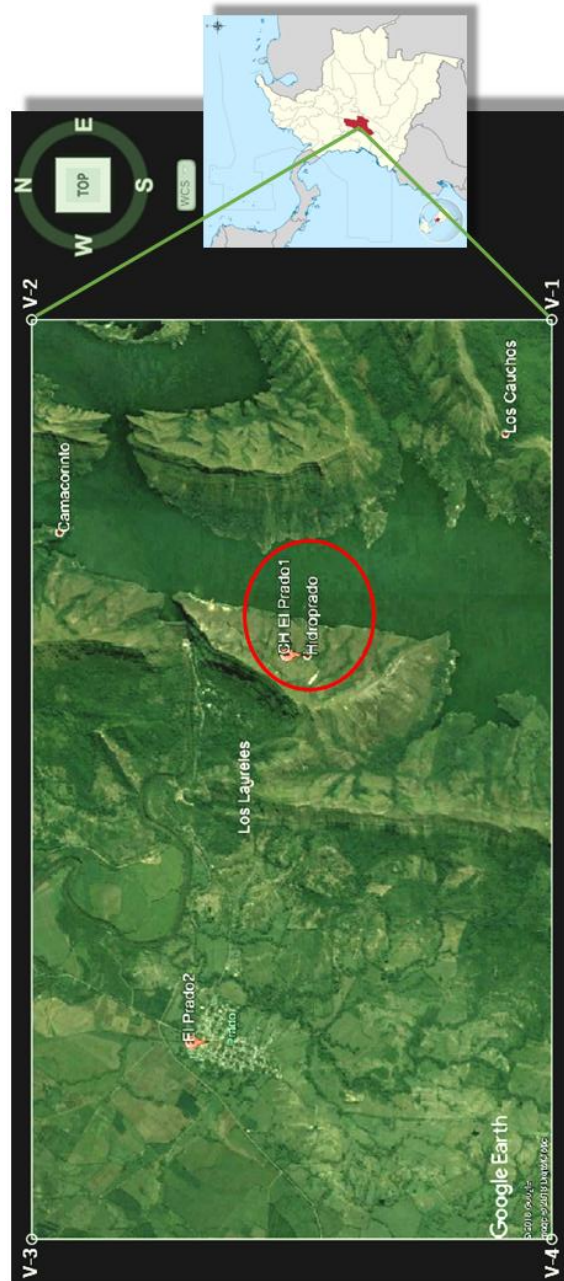 V-3
V-2
N
W
TOP
E
S
WCS
Camacorinto
El Prado2
Prado
Los Laureles
CH El Prado1
Hidroprado
Los Cauchos
Google Earth
V-4
V-1